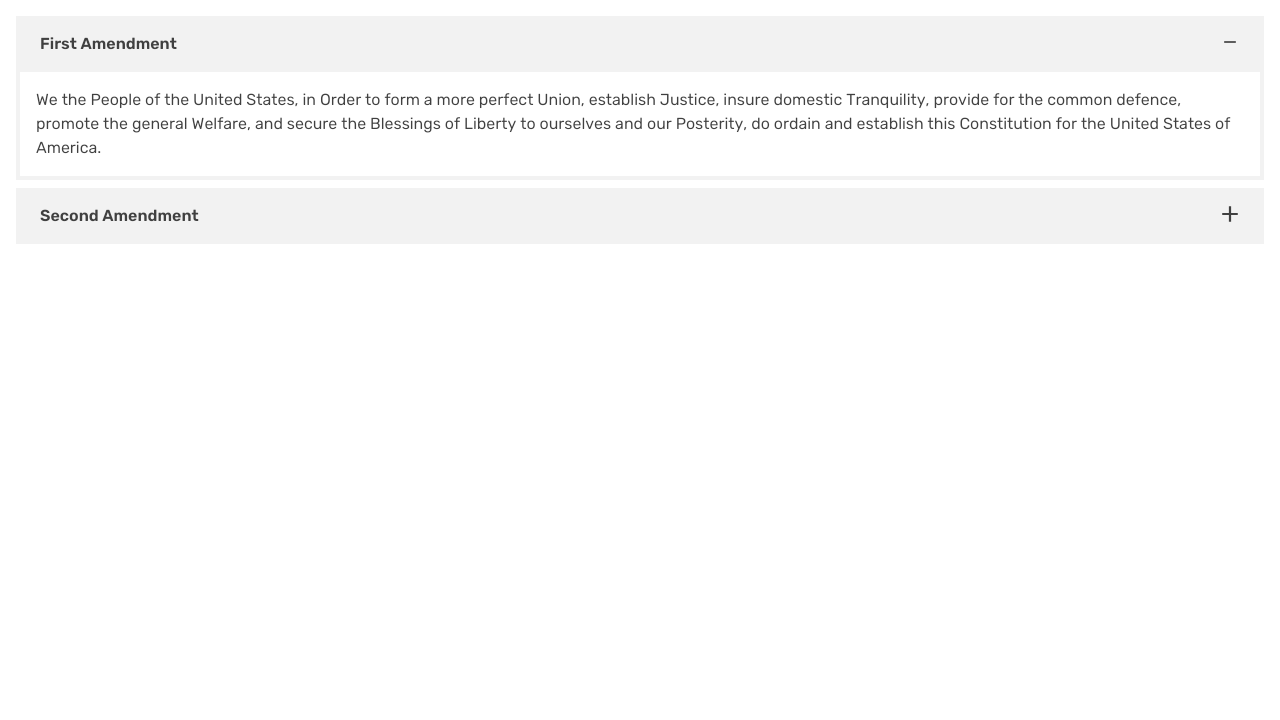 First Amendment
We the People of the United States, in Order to form a more perfect Union, establish Justice, insure domestic Tranquility, provide for the common defence,
promote the general Welfare, and secure the Blessings of Liberty to ourselves and our Posterity, do ordain and establish this Constitution for the United States of
America.
Second Amendment